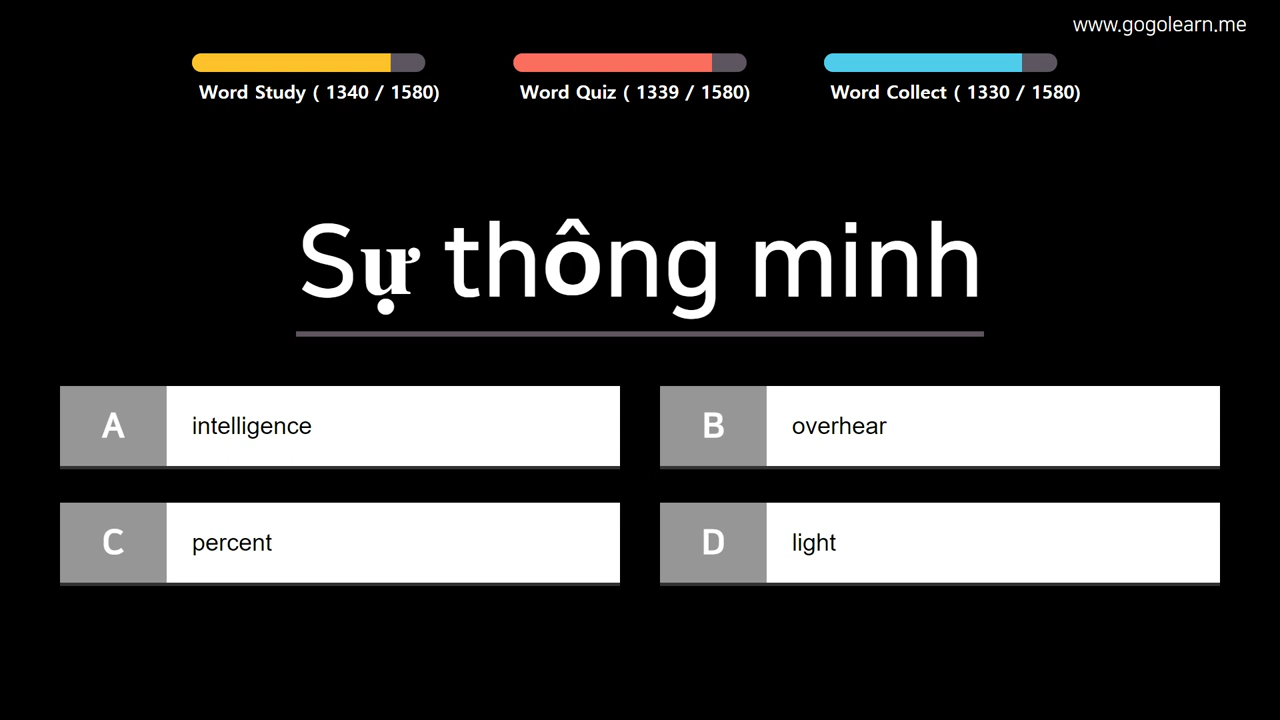 www.gogolearn.me
Word Study ( 1340 / 1580)
Word Quiz ( 1339 / 1580)
Word Collect ( 1330 / 1580)
Sự thông minh
A intelligence
B overhear
C percent
D light